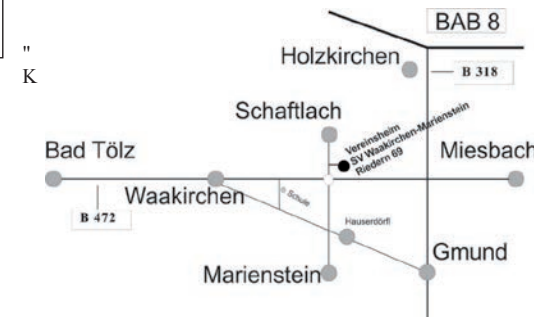 BAB 8
"
K
Holzkirchen
B 318
Schaftlach
Vereinsheim
SV Waakirchen-Marienstein
Riedern 69
Bad Tölz
Miesbach
Waakirchen
Schule
B 472
Hauserdörfl
Gmund
Marienstein